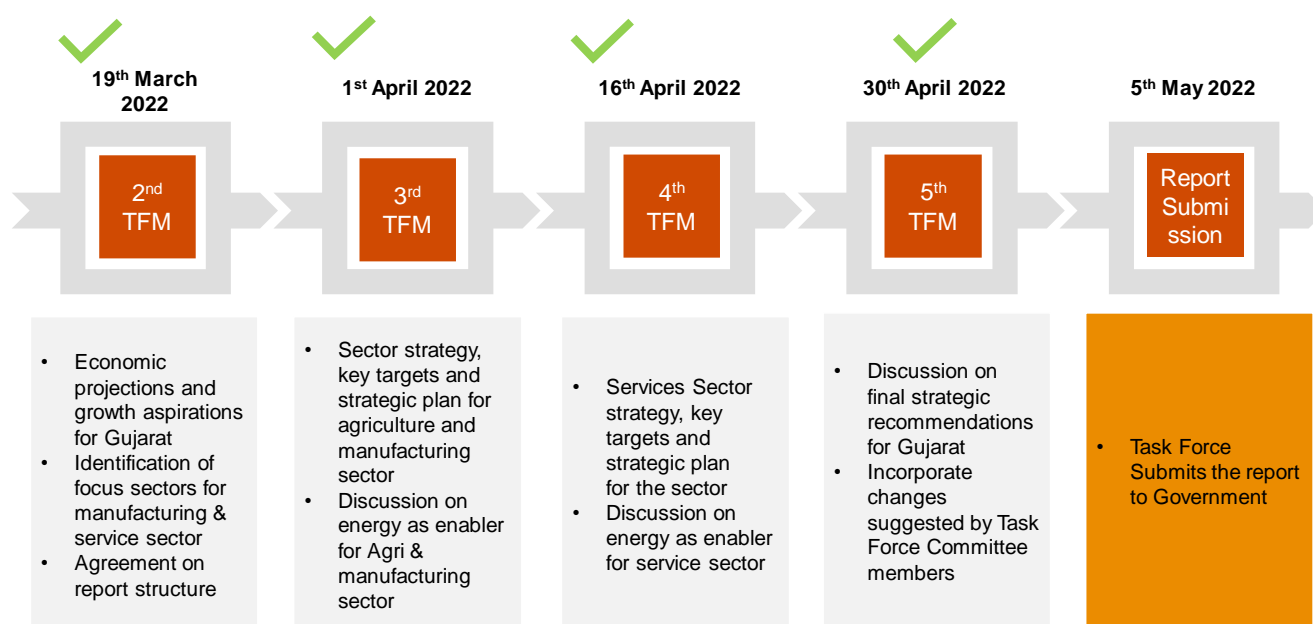 19th March
2022
1st April 2022
16th April 2022
30th April 2022
5th May 2022
2nd
TFM
3rd
TFM
4th
TFM
5th
TFM
Report
Submi
ssion
• Economic
projections and
growth aspirations
for Gujarat
• Identification of
focus sectors for
manufacturing &
service sector
• Agreement on
report structure
• Sector strategy,
key targets and
strategic plan for
agriculture and
manufacturing
sector
• Discussion on
energy as enabler
for Agri &
manufacturing
sector
• Services Sector
strategy, key
targets and
strategic plan
for the sector
• Discussion on
energy as enabler
for service sector
• Discussion on
final strategic
recommendations
for Gujarat
• Incorporate
changes
suggested by Task
Force Committee
members
• Task Force
Submits the report
to Government